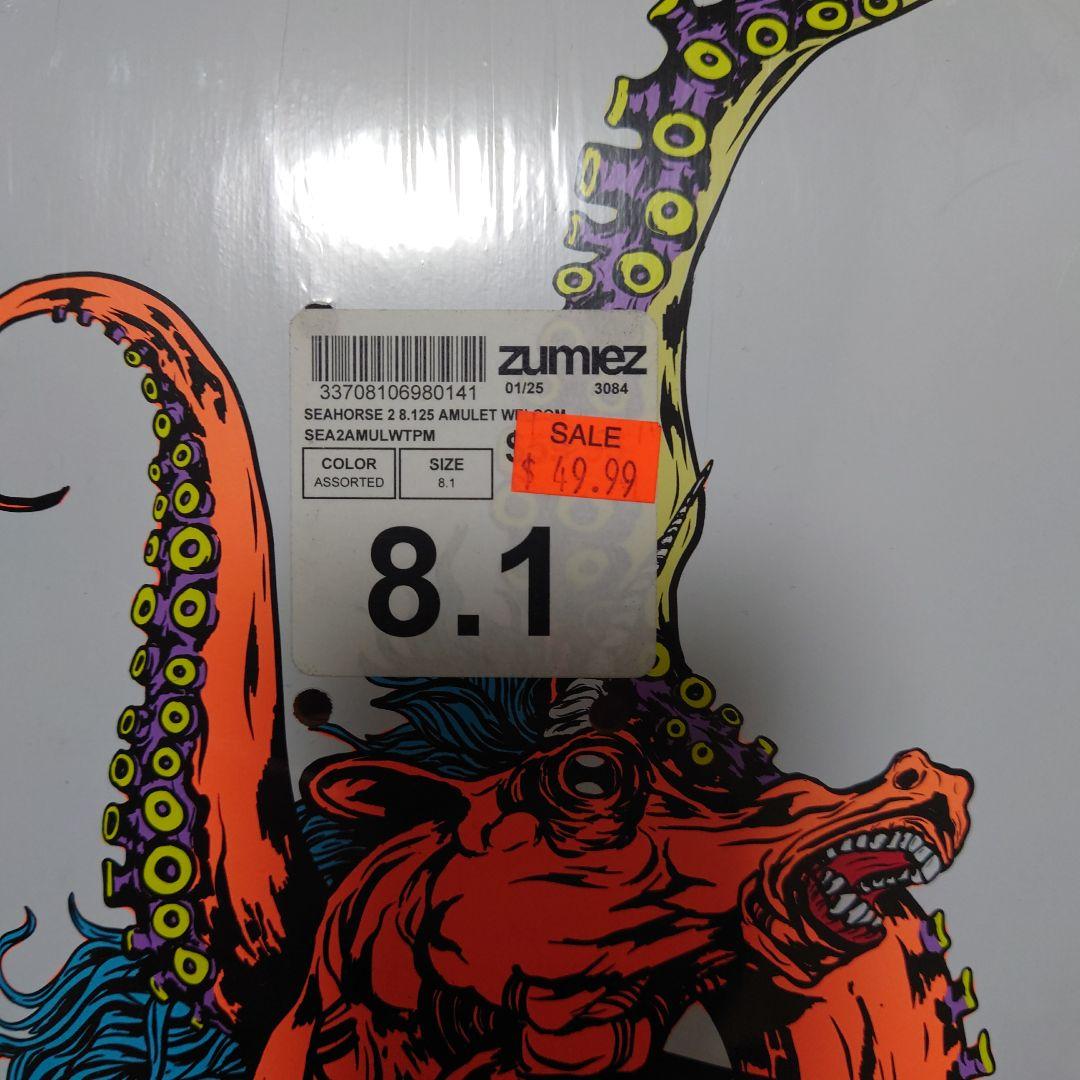 zumiez
33708106980141
01/25 3084
SEAHORSE 2 8.125 AMULET
SEA2AMULWTPM
SALE
$ 49.99
COLOR SIZE
ASSORTED 8.1
8.1